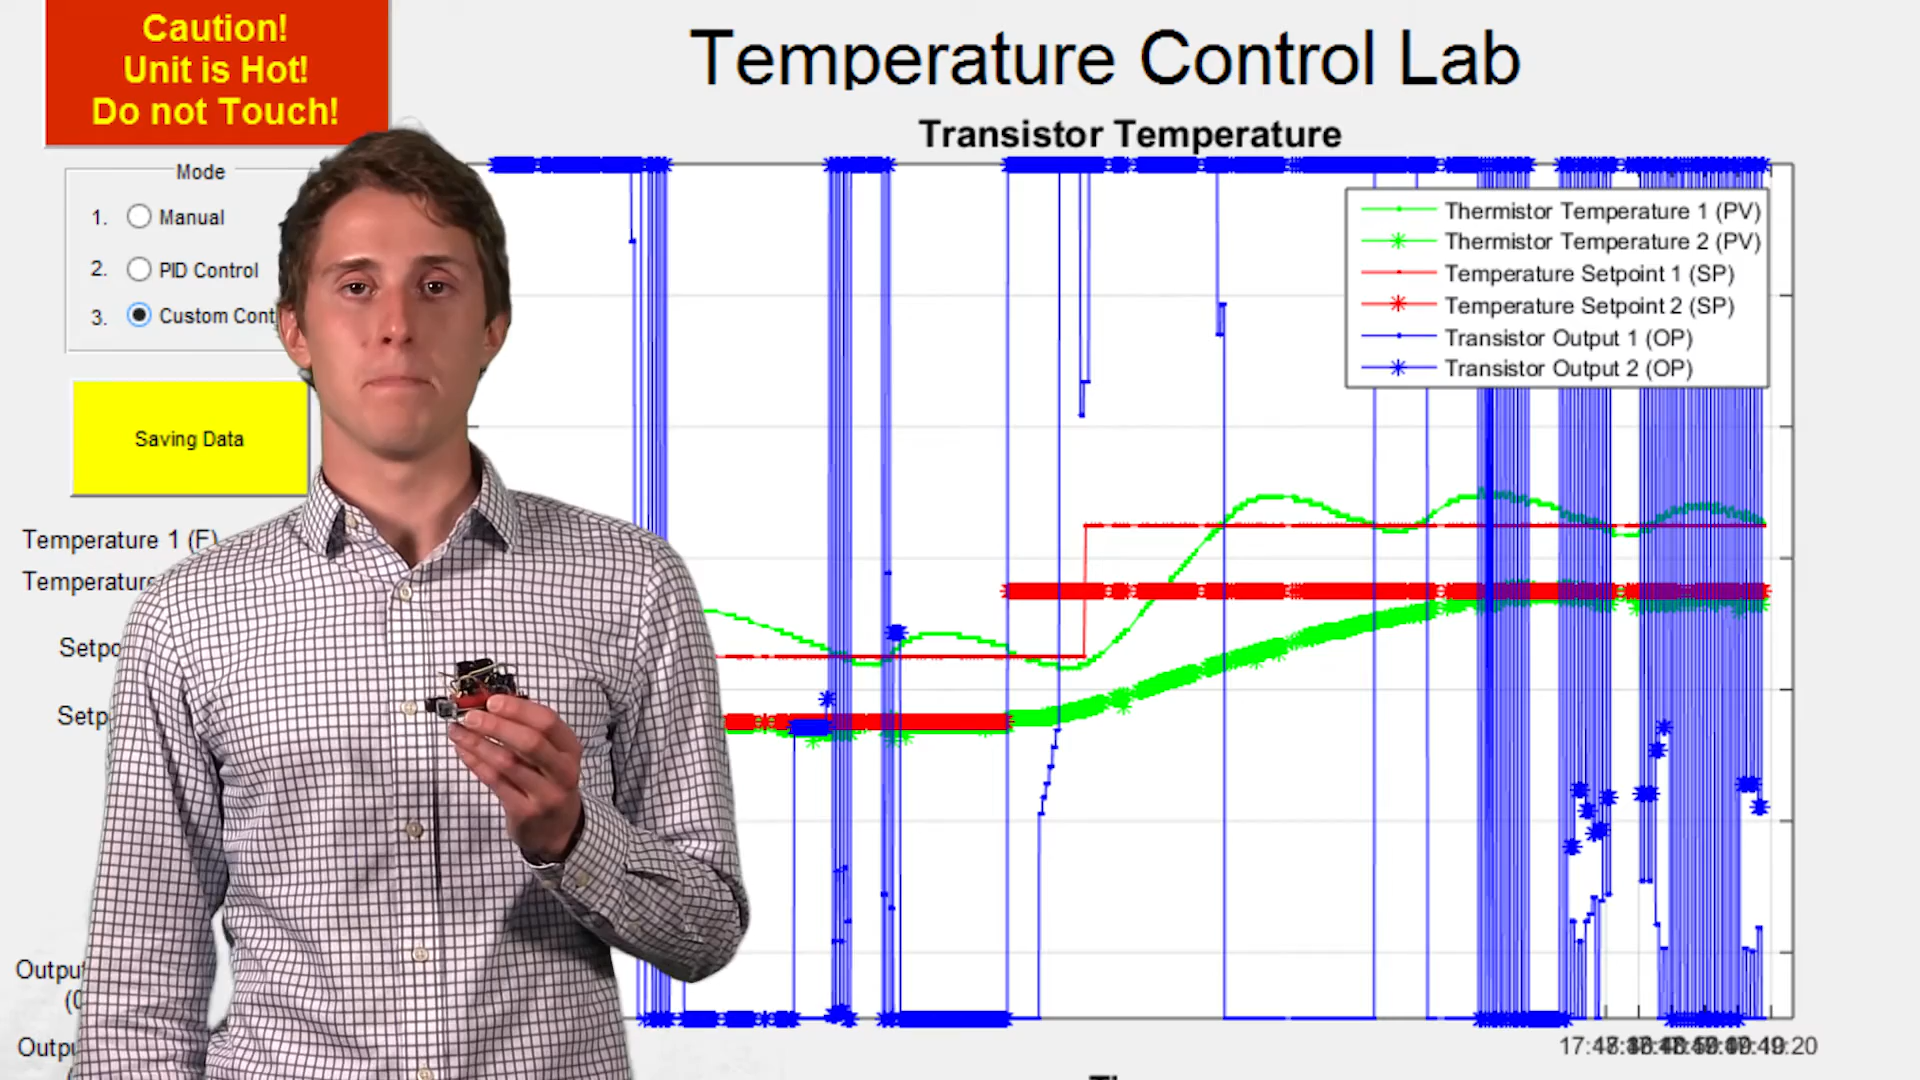 Caution!
Unit is Hot!
Do not Touch!
Temperature Control Lab
Transistor Temperature
Mode
1. Manual
2. PID Control
3. Custom Cont
Saving Data
Temperature 1 (F)
Temperature
Setpo
Setp
Outpu
(0
Outpu
Thermistor Temperature 1 (PV)
Thermistor Temperature 2 (PV)
Temperature Setpoint 1 (SP)
Temperature Setpoint 2 (SP)
Transistor Output 1 (OP)
Transistor Output 2 (OP)